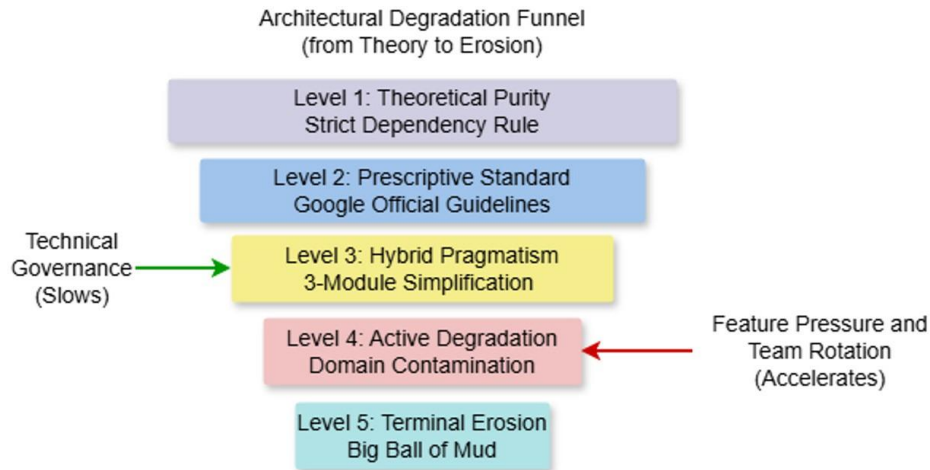 Architectural Degradation Funnel
(from Theory to Erosion)
Level 1: Theoretical Purity
Strict Dependency Rule
Level 2: Prescriptive Standard
Google Official Guidelines
Technical
Governance
(Slows)
Level 3: Hybrid Pragmatism
3-Module Simplification
Level 4: Active Degradation
Domain Contamination
Feature Pressure and
Team Rotation
(Accelerates)
Level 5: Terminal Erosion
Big Ball of Mud